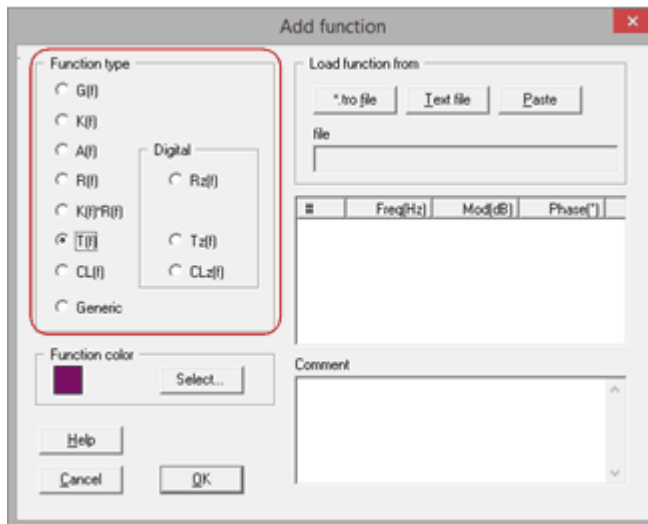 Add function
Function type
G(f)
K(f)
A(f)
R(f)
K(f)*R(f)
T(f)
CL(f)
Generic
Digital
Rz(f)
Tz(f)
CLz(f)
Load function from
*.tro file
Text file
Paste
file
# Freq(Hz) Mod(dB) Phase(°)
Function color
Select...
Comment
Help
Cancel
OK